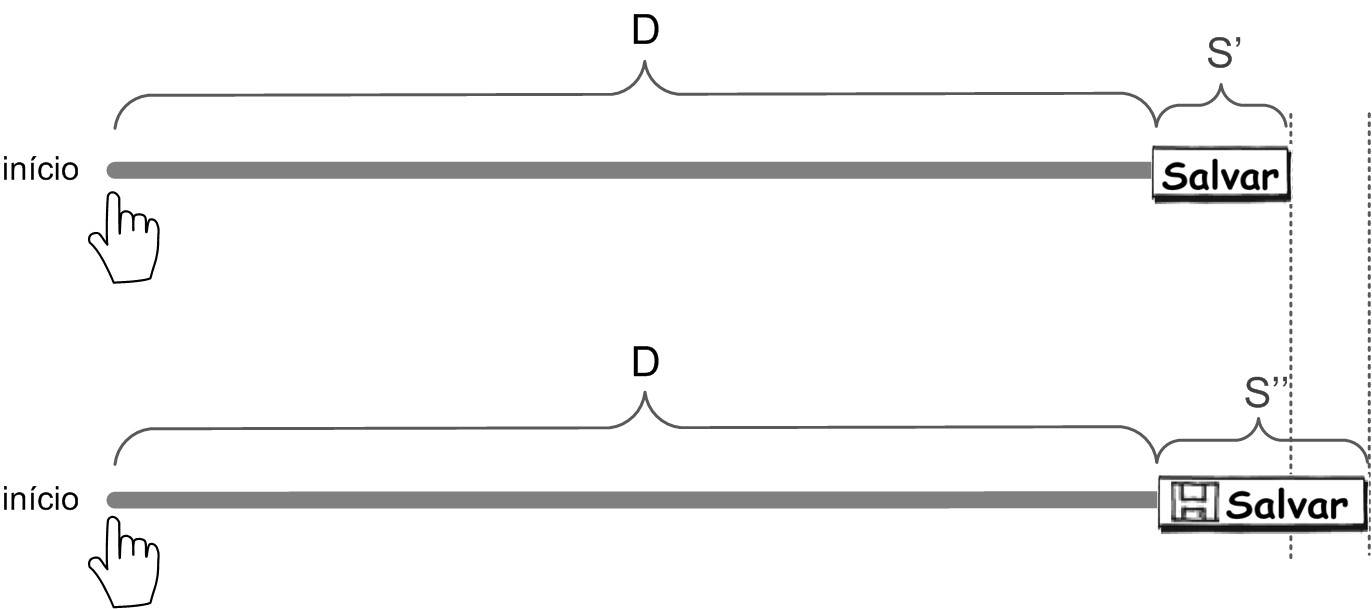 D
S’
início
Salvar
D
S’’
início
Salvar